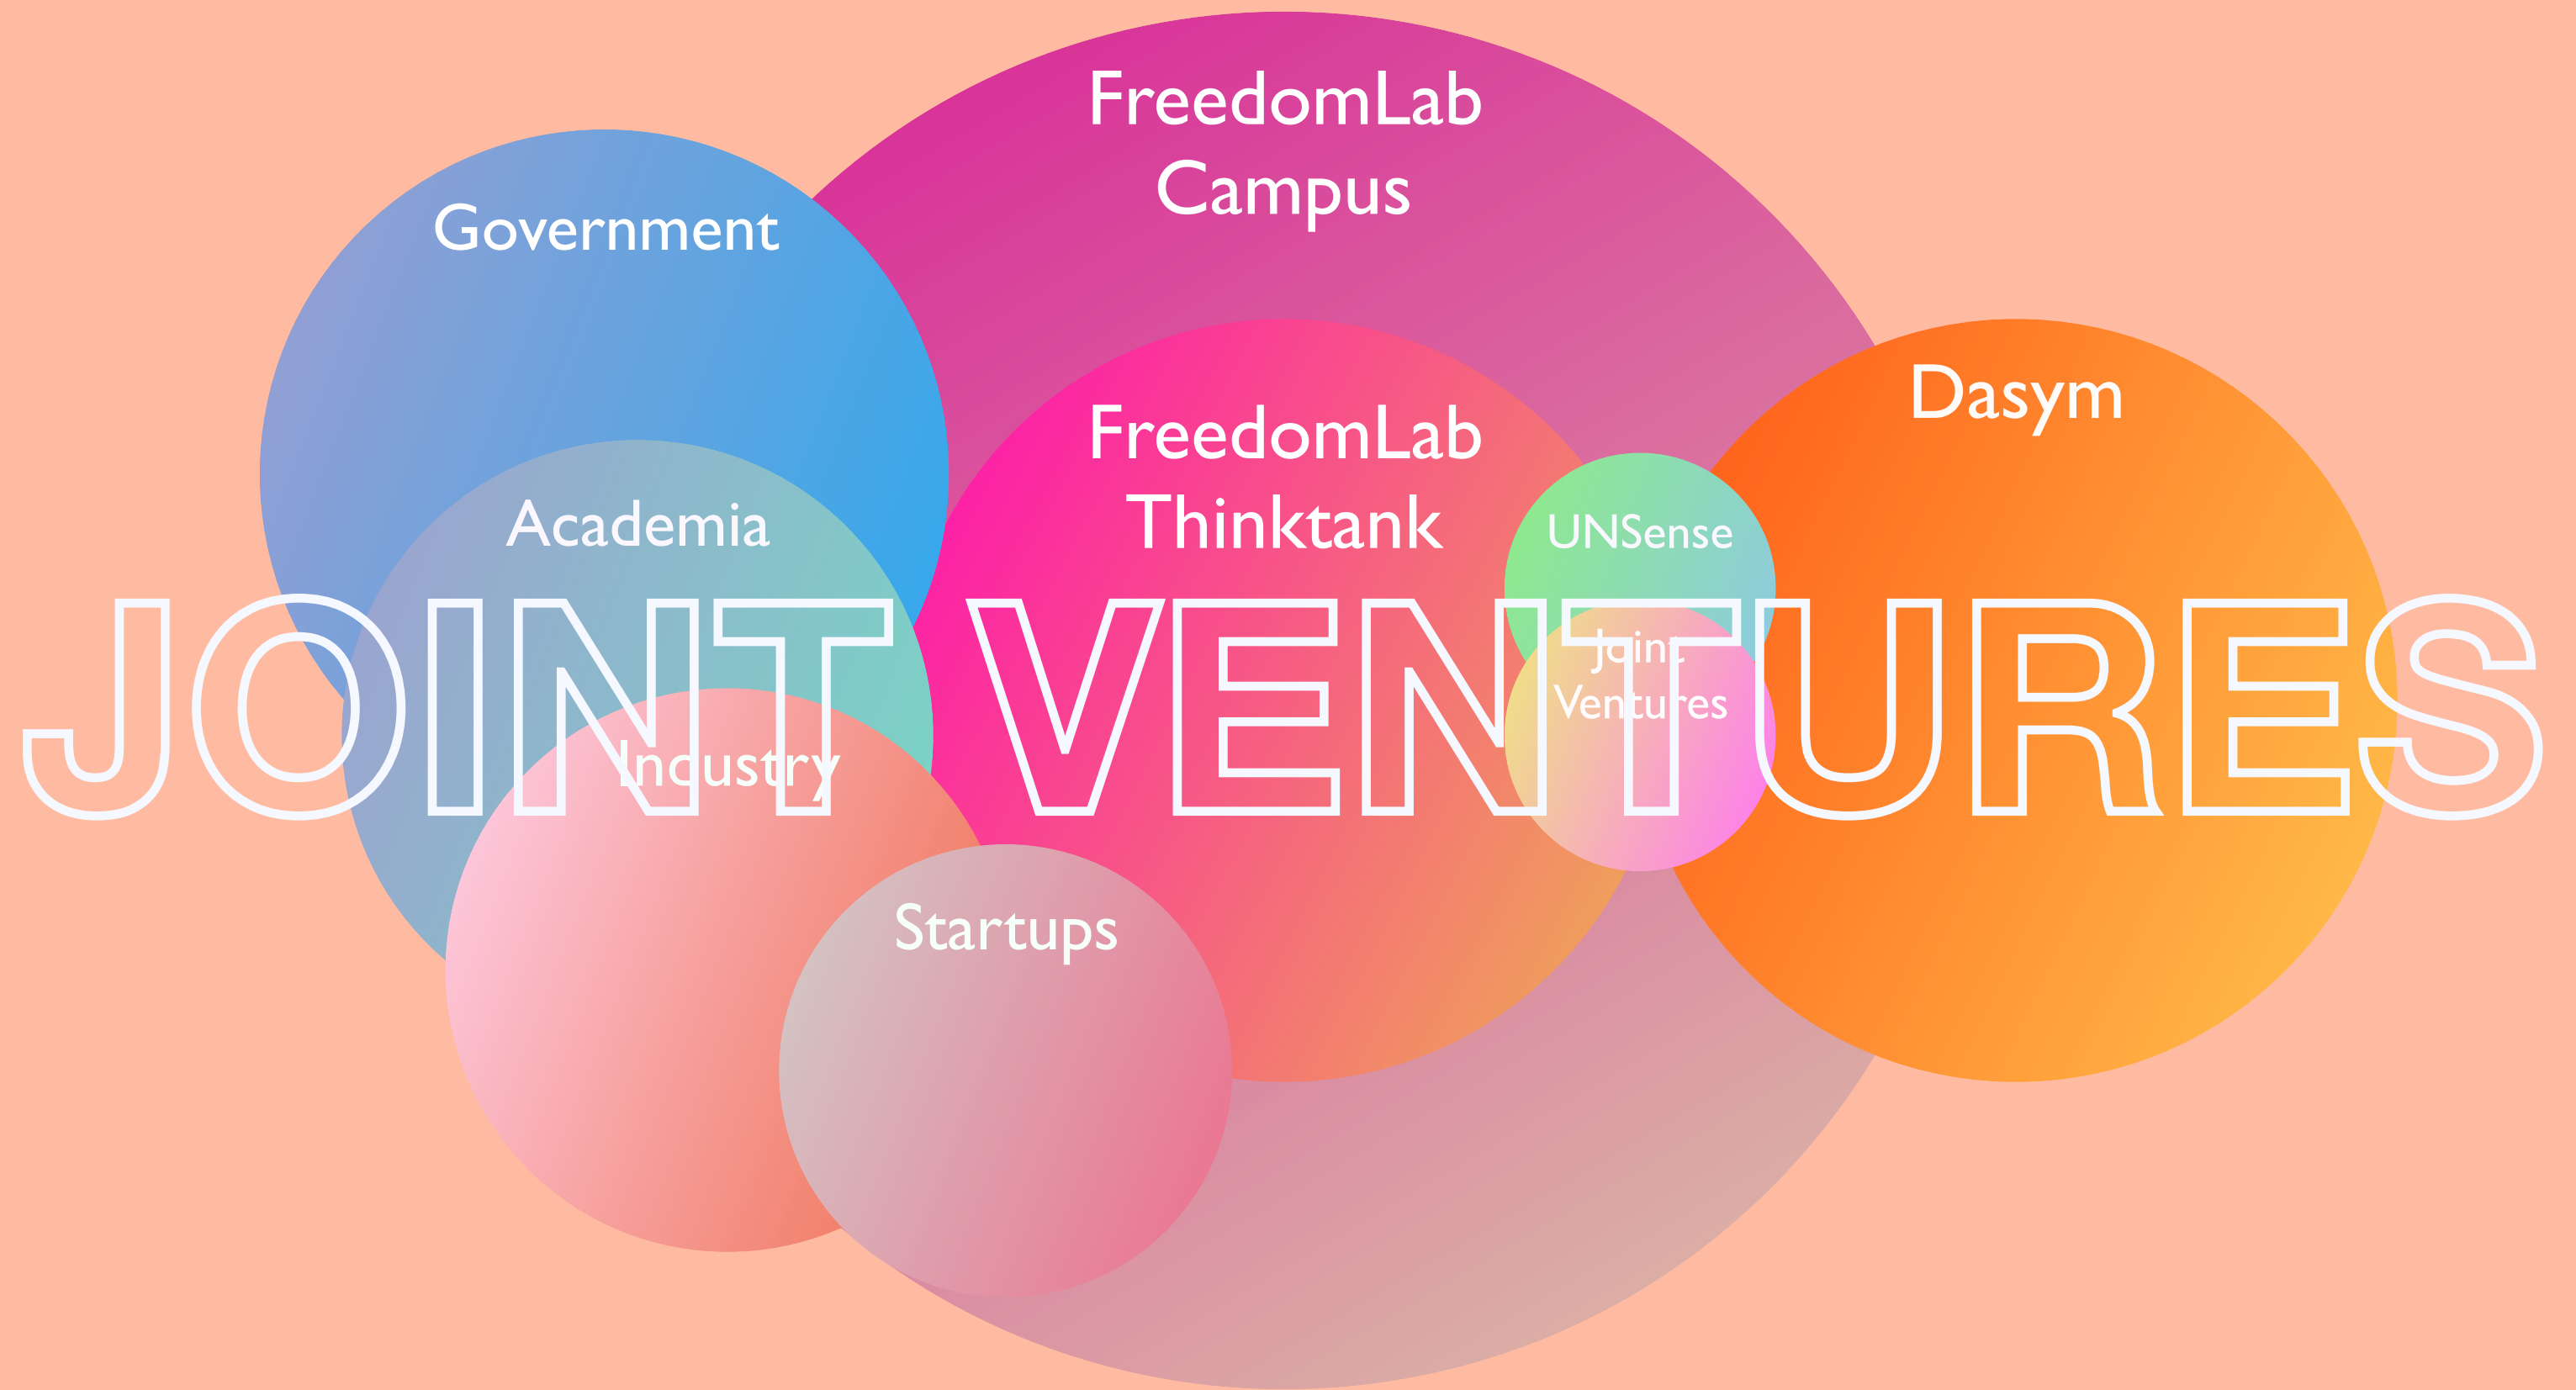 FreedomLab
Campus
Government
Dasym
FreedomLab
Thinktank
Academia
UNSense
JOINT VENTURES
Joint
Ventures
Industry
Startups